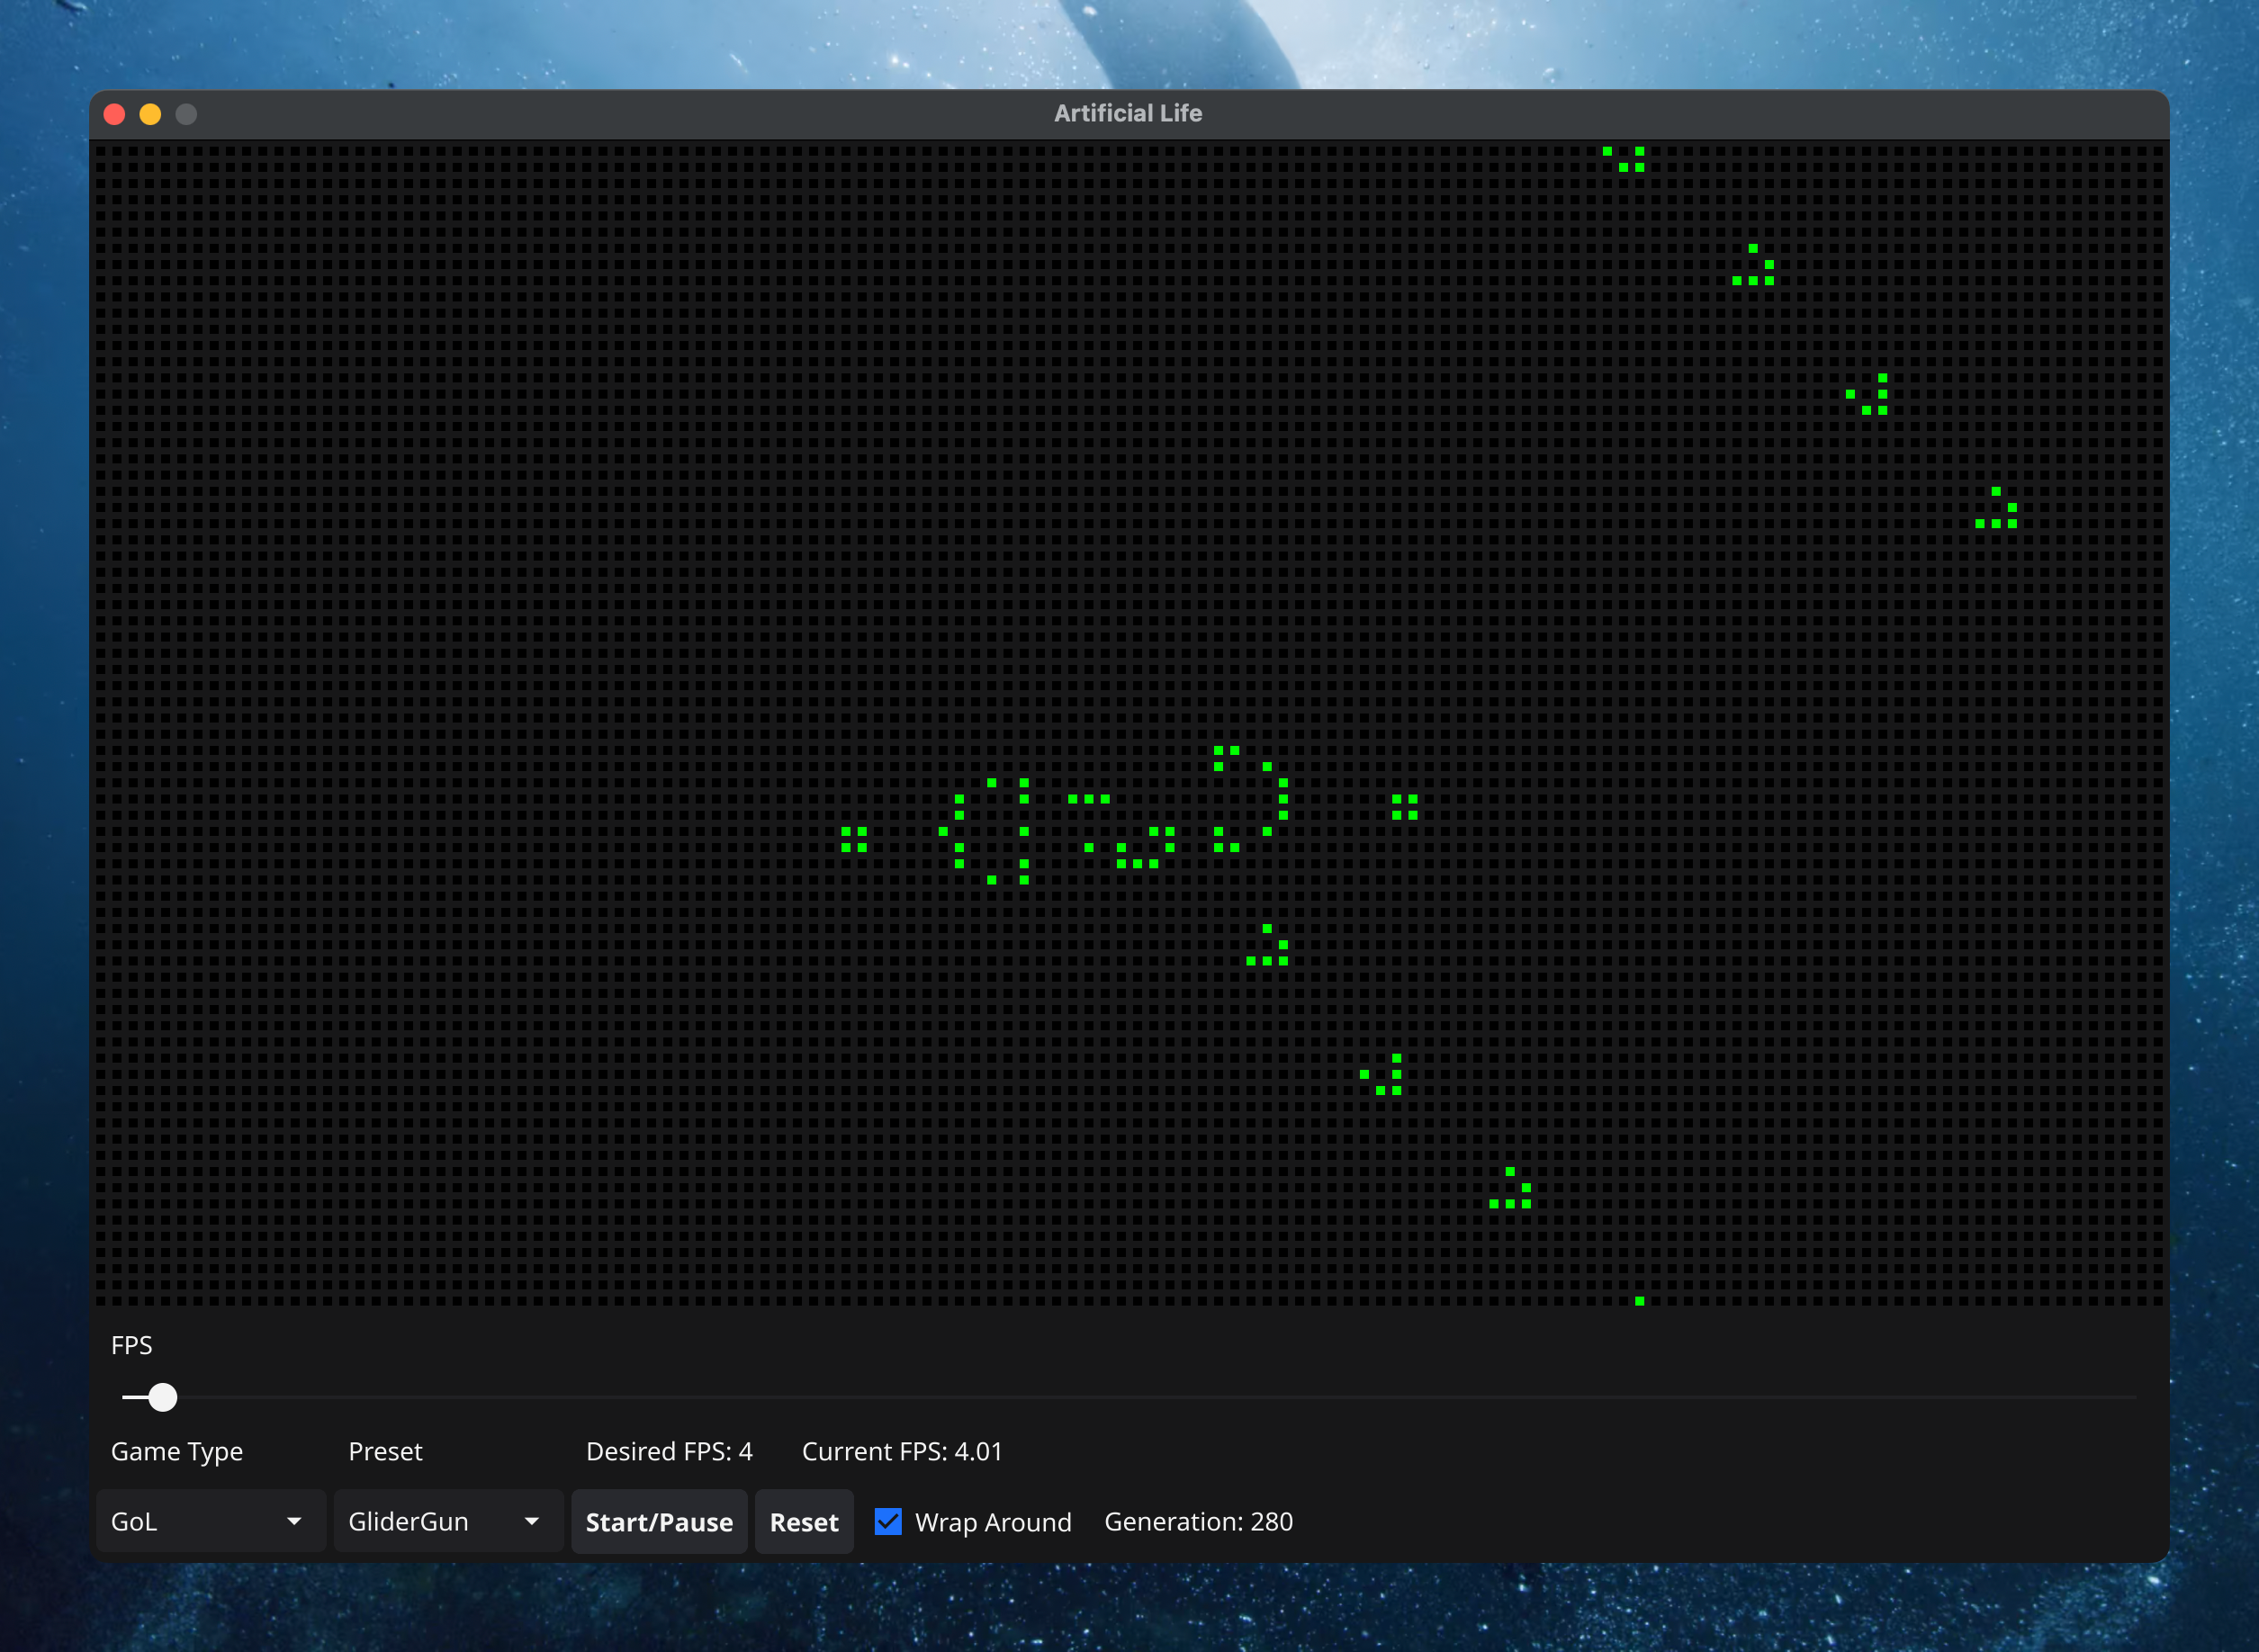 Artificial Life
FPS
Game Type Preset Desired FPS: 4 Current FPS: 4.01
GoL GliderGun Start/Pause Reset Wrap Around Generation: 280